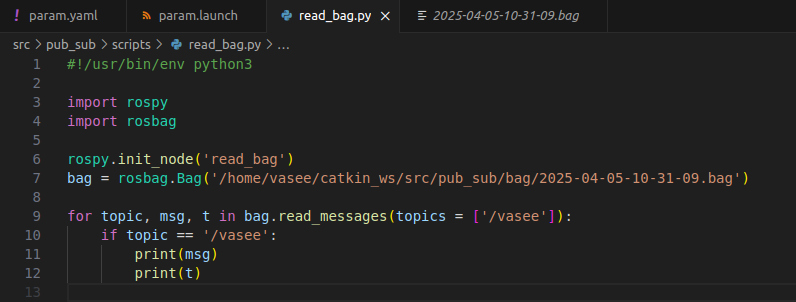 ! param.yaml param.launch read_bag.py × 2025-04-05-10-31-09.bag
src > pub_sub > scripts > read_bag.py > ...
1 #!/usr/bin/env python3
2
3 import rospy
4 import rosbag
5
6 rospy.init_node('read_bag')
7 bag = rosbag.Bag('/home/vasee/catkin_ws/src/pub_sub/bag/2025-04-05-10-31-09.bag')
8
9 for topic, msg, t in bag.read_messages(topics = ['/vasee']):
10     if topic == '/vasee':
11         print(msg)
12         print(t)
13